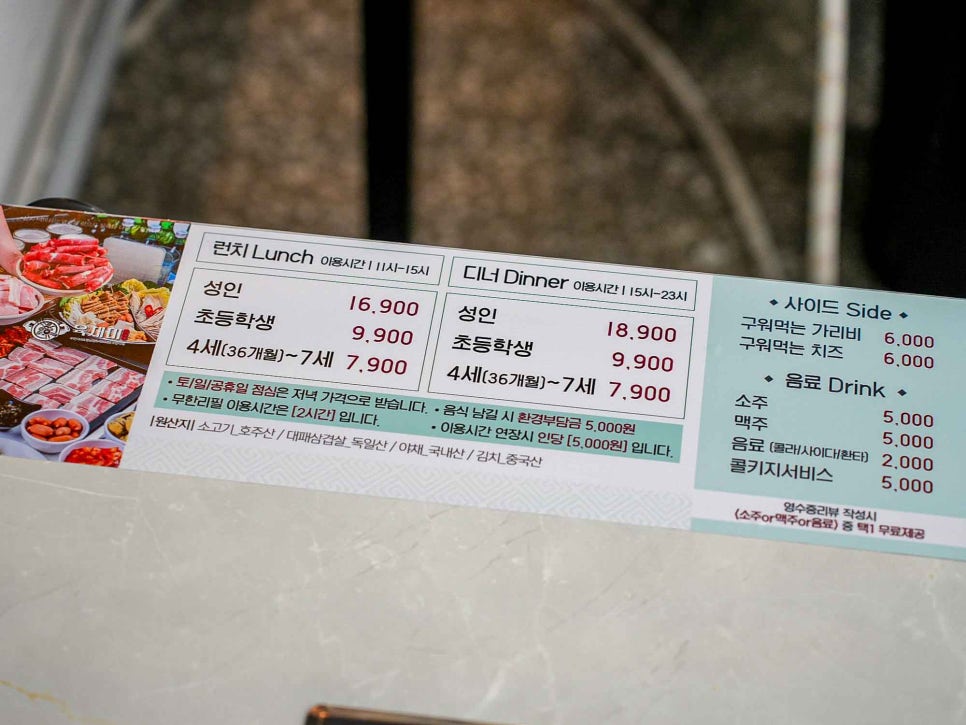 육재미
런치 Lunch 이용시간 | 11시-15시
성인 16,900
초등학생 9,900
4세(36개월)~7세 7,900
디너 Dinner 이용시간 | 15시-23시
성인 18,900
초등학생 9,900
4세(36개월)~7세 7,900
• 토/일/공휴일 점심은 저녁 가격으로 받습니다.
• 무한리필 이용시간은 [2시간] 입니다.
• 음식 남길 시 환경부담금 5,000원
• 이용시간 연장시 인당 [5,000원] 입니다.
|원산지| 소고기_호주산 / 대패삼겹살_독일산 / 야채_국내산 / 김치_중국산
사이드 Side
구워먹는 가리비 6,000
구워먹는 치즈 6,000
음료 Drink
소주 5,000
맥주 5,000
음료 (콜라/사이다/환타) 2,000
콜키지서비스 5,000
영수증리뷰 작성시
(소주or맥주or음료) 중 택1 무료제공